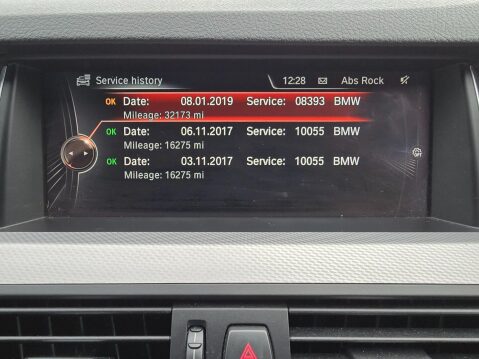 Service history 12:28 Abs Rock
OK Date: 08.01.2019 Service: 08393 BMW
Mileage: 32173 mi
OK Date: 06.11.2017 Service: 10055 BMW
Mileage: 16275 mi
OK Date: 03.11.2017 Service: 10055 BMW
Mileage: 16275 mi